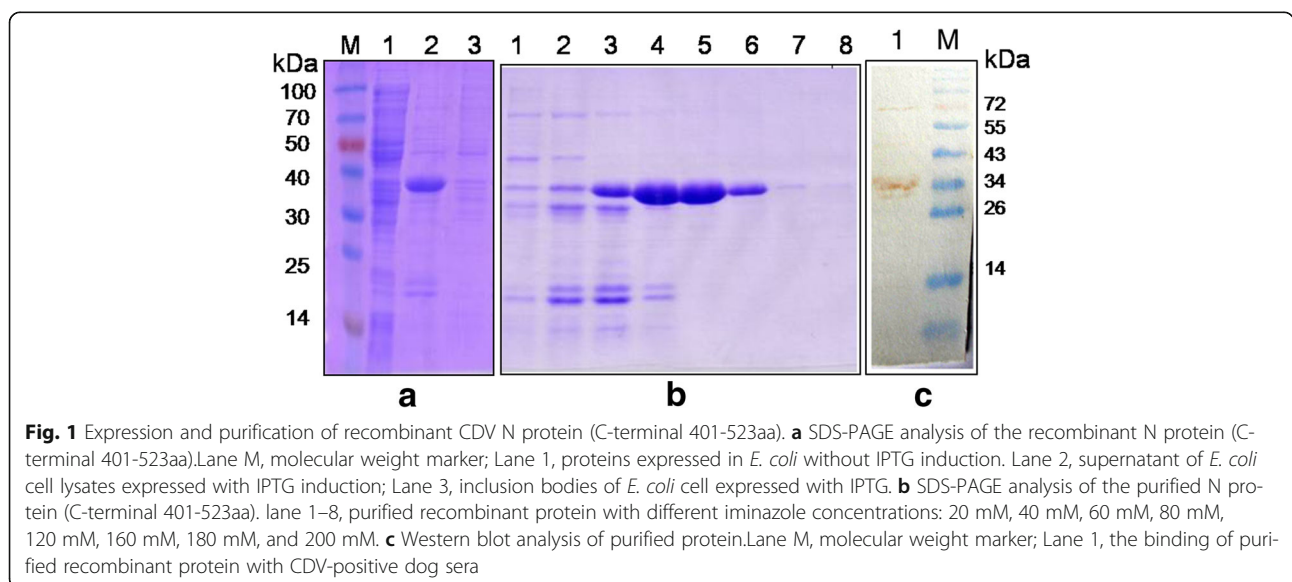 M 1 2 3 1 2 3 4 5 6 7 8 1 M
kDa kDa
100
70
50
40
30
25
14
72
55
43
34
26
14
a b c
Fig. 1 Expression and purification of recombinant CDV N protein (C-terminal 401-523aa). a SDS-PAGE analysis of the recombinant N protein (C-
terminal 401-523aa).Lane M, molecular weight marker; Lane 1, proteins expressed in E. coli without IPTG induction. Lane 2, supernatant of E. coli
cell lysates expressed with IPTG induction; Lane 3, inclusion bodies of E. coli cell expressed with IPTG. b SDS-PAGE analysis of the purified N pro-
tein (C-terminal 401-523aa). lane 1–8, purified recombinant protein with different iminazole concentrations: 20 mM, 40 mM, 60 mM, 80 mM,
120 mM, 160 mM, 180 mM, and 200 mM. c Western blot analysis of purified protein.Lane M, molecular weight marker; Lane 1, the binding of puri-
fied recombinant protein with CDV-positive dog sera